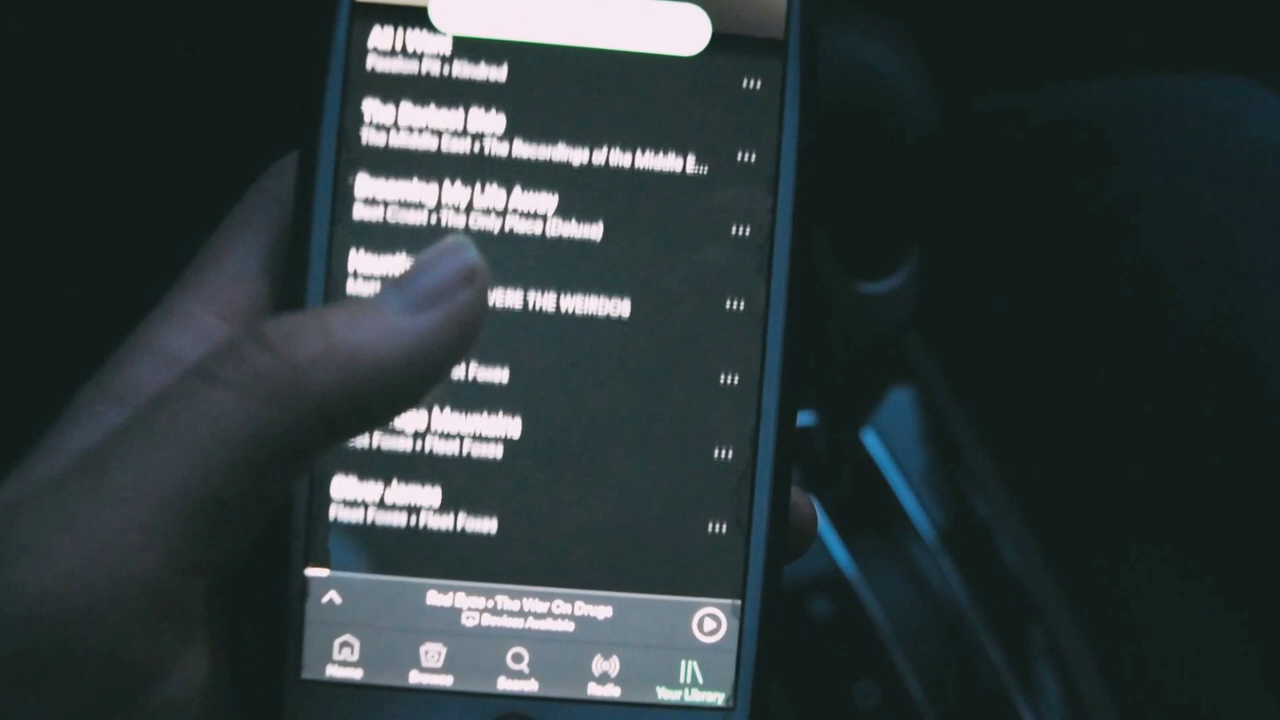 All I Want
Passion Pit • Kindred
The Darkest Side
The Middle East • The Recordings of the Middle E...
Dreaming My Life Away
Best Coast • The Only Place (Deluxe)
VERE THE WEIRDOS
et Foxes
Mountains
Fleet Foxes • Fleet Foxes
Oliver James
Fleet Foxes • Fleet Foxes
Red Eyes • The War On Drugs
Devices Available
Home Browse Search Radio Your Library